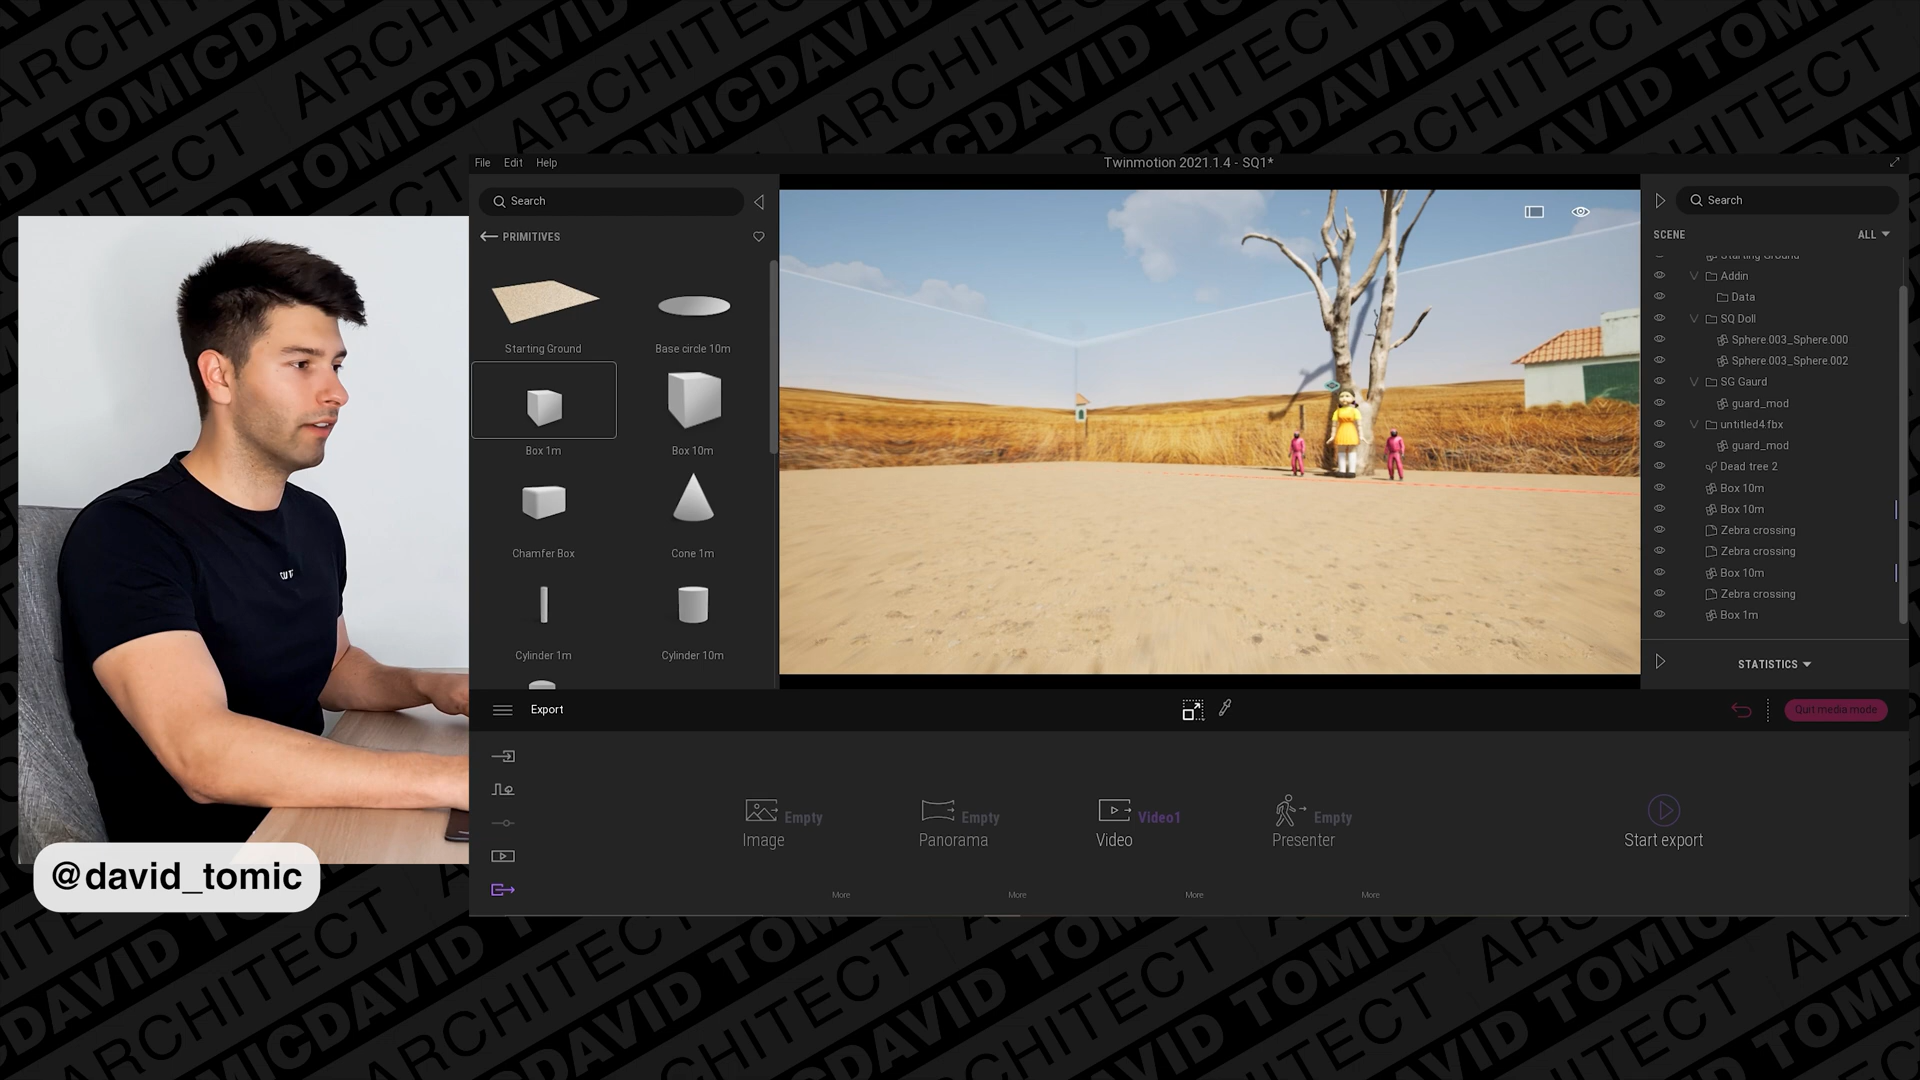 ARCHITECT
DAVID TOMIC
File Edit Help
Twinmotion 2021.1.4 - SQ1*
Search
PRIMITIVES
Starting Ground
Base circle 10m
Box 1m
Box 10m
Chamfer Box
Cone 1m
Cylinder 1m
Cylinder 10m
Search
SCENE
ALL
Starting Ground
Addin
Data
SQ Doll
Sphere.003_Sphere.000
Sphere.003_Sphere.002
SG Gaurd
guard_mod
untitled4 fbx
guard_mod
Dead tree 2
Box 10m
Box 10m
Zebra crossing
Zebra crossing
Box 10m
Zebra crossing
Box 1m
STATISTICS
Export
Quit media mode
Empty
Image
More
Empty
Panorama
More
Video1
Video
More
Empty
Presenter
More
Start export
@david_tomic